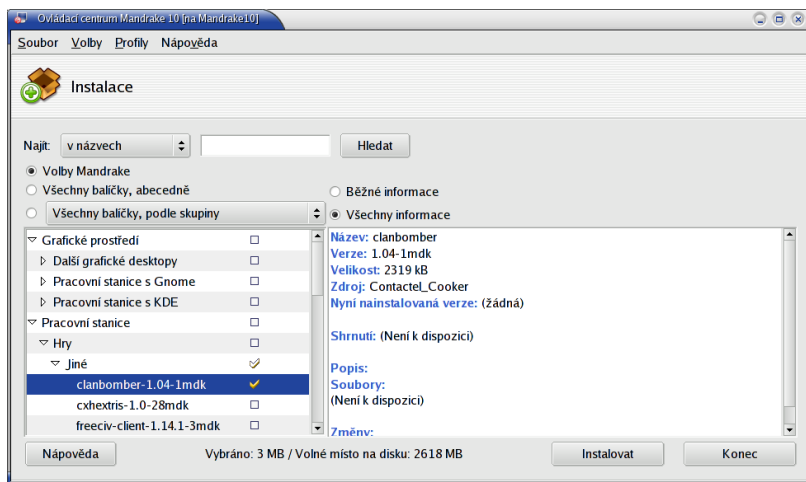 Ovládací centrum Mandrake 10 [na Mandrake10]
Soubor Volby Profily Nápověda
Instalace
Najít: v názvech Hledat
Volby Mandrake
Všechny balíčky, abecedně
Všechny balíčky, podle skupiny
Běžné informace
Všechny informace
Grafické prostředí
Další grafické desktopy
Pracovní stanice s Gnome
Pracovní stanice s KDE
Pracovní stanice
Hry
Jiné
clanbomber-1.04-1mdk
cxhextris-1.0-28mdk
freeciv-client-1.14.1-3mdk
Název: clanbomber
Verze: 1.04-1mdk
Velikost: 2319 kB
Zdroj: Contactel_Cooker
Nyní nainstalovaná verze: (žádná)
Shrnutí: (Není k dispozici)
Popis:
Soubory:
(Není k dispozici)
Změny:
Nápověda Vybráno: 3 MB / Volné místo na disku: 2618 MB Instalovat Konec